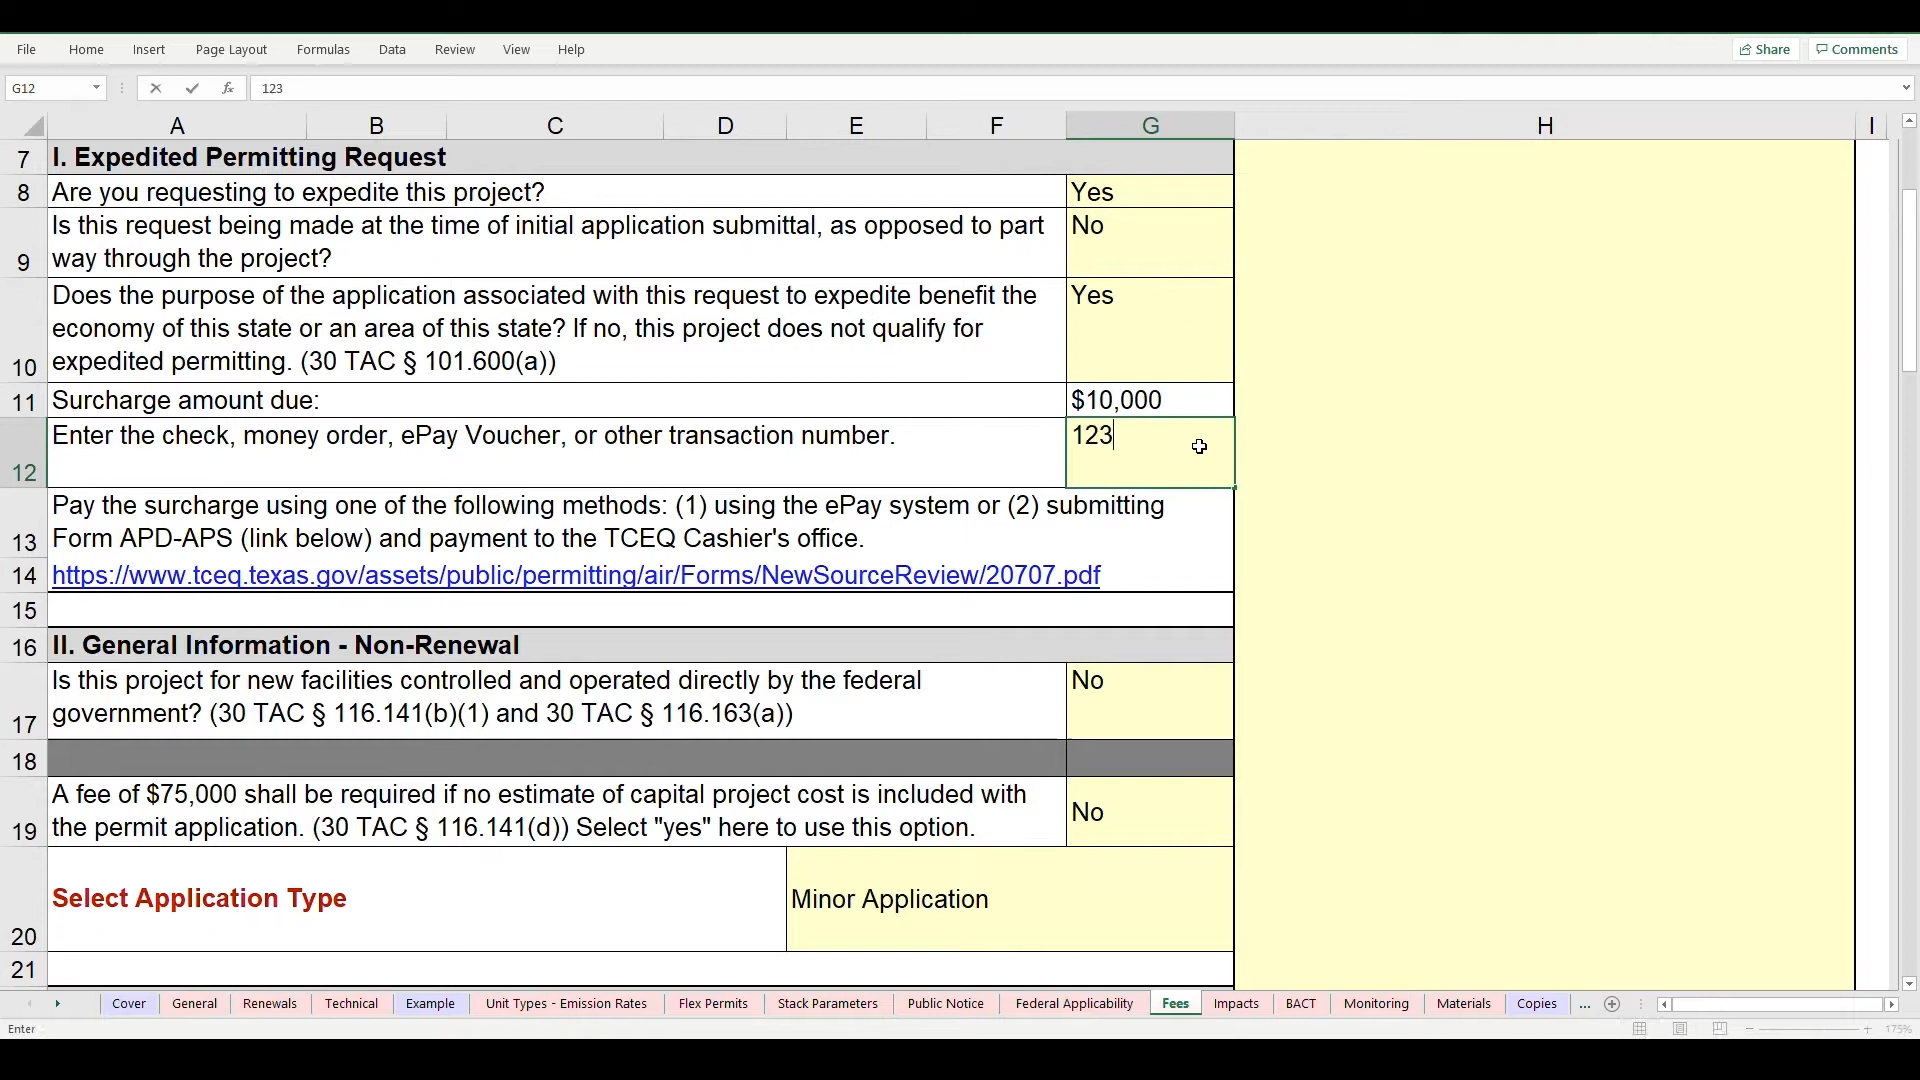 File Home Insert Page Layout Formulas Data Review View Help Share Comments
G12 fx 123
A B C D E F G H I
7 I. Expedited Permitting Request
8 Are you requesting to expedite this project? Yes
Is this request being made at the time of initial application submittal, as opposed to part No
9 way through the project?
Does the purpose of the application associated with this request to expedite benefit the Yes
economy of this state or an area of this state? If no, this project does not qualify for
10 expedited permitting. (30 TAC § 101.600(a))
11 Surcharge amount due: $10,000
Enter the check, money order, ePay Voucher, or other transaction number. 123
12
Pay the surcharge using one of the following methods: (1) using the ePay system or (2) submitting
13 Form APD-APS (link below) and payment to the TCEQ Cashier's office.
14 https://www.tceq.texas.gov/assets/public/permitting/air/Forms/NewSourceReview/20707.pdf
15
16 II. General Information - Non-Renewal
Is this project for new facilities controlled and operated directly by the federal No
17 government? (30 TAC § 116.141(b)(1) and 30 TAC § 116.163(a))
18
A fee of $75,000 shall be required if no estimate of capital project cost is included with No
19 the permit application. (30 TAC § 116.141(d)) Select "yes" here to use this option.
Select Application Type Minor Application
20
21
Cover General Renewals Technical Example Unit Types - Emission Rates Flex Permits Stack Parameters Public Notice Federal Applicability Fees Impacts BACT Monitoring Materials Copies ...
Enter 175%